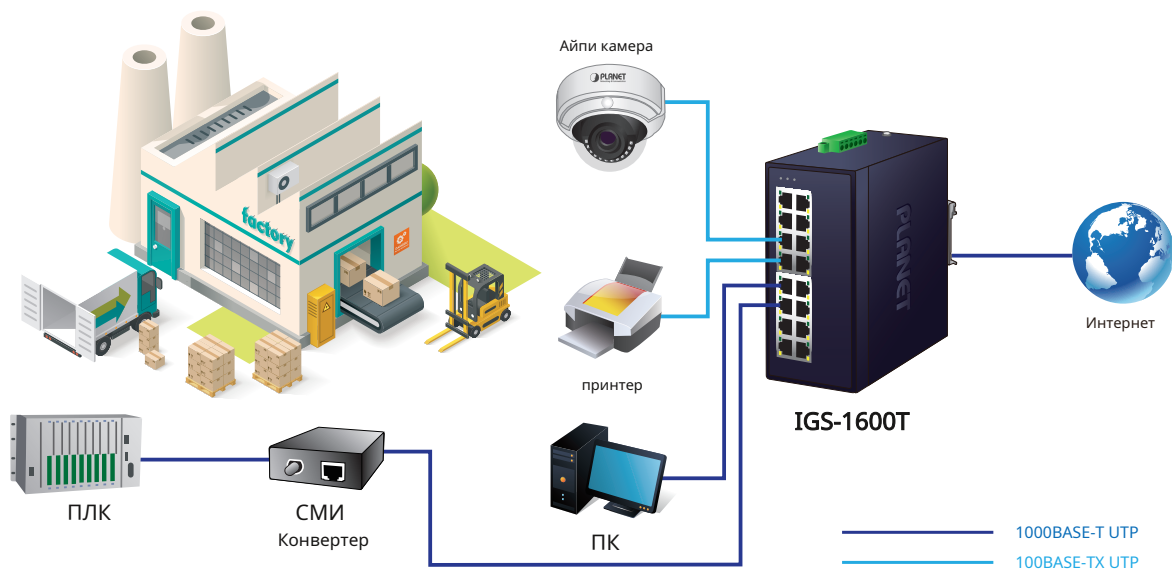 Айпи камера
PLANET
factory
PLANET
Интернет
принтер
IGS-1600T
ПЛК
СМИ
Конвертер
ПК
1000BASE-T UTP
100BASE-TX UTP